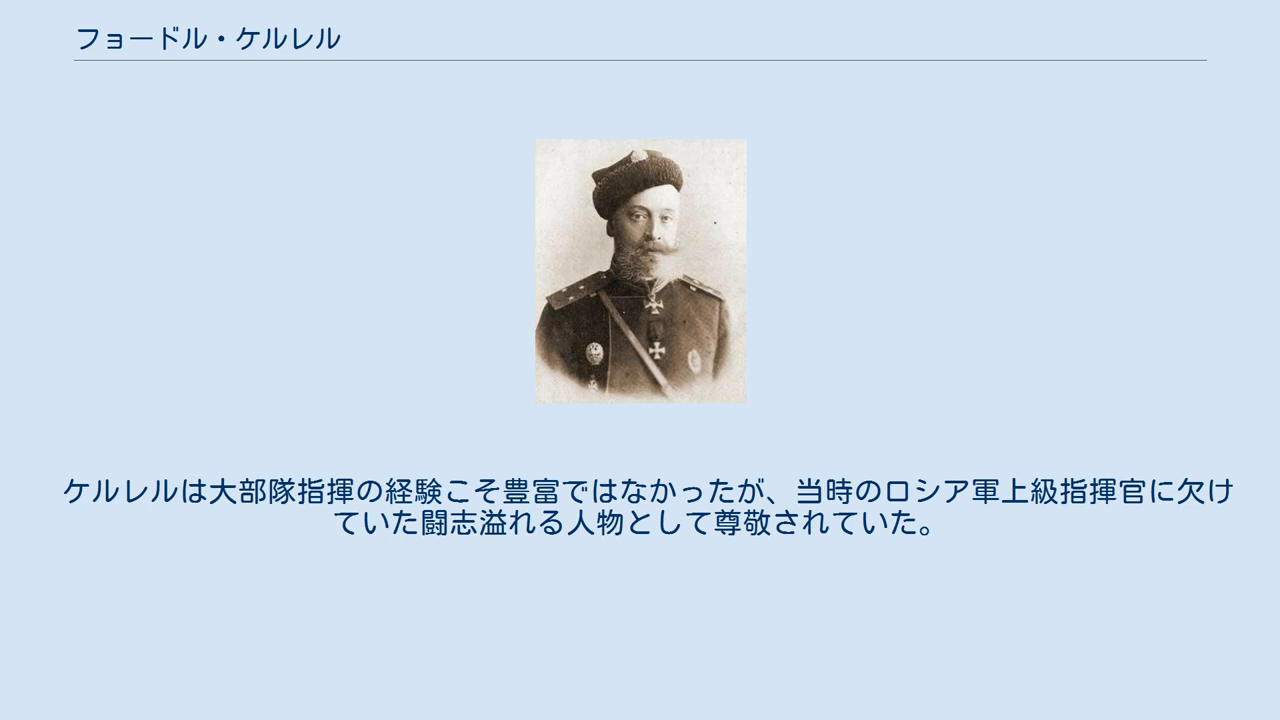 フョードル・ケルレル
ケルレルは大部隊指揮の経験こそ豊富ではなかったが、当時のロシア軍上級指揮官に欠け
ていた闘志溢れる人物として尊敬されていた。